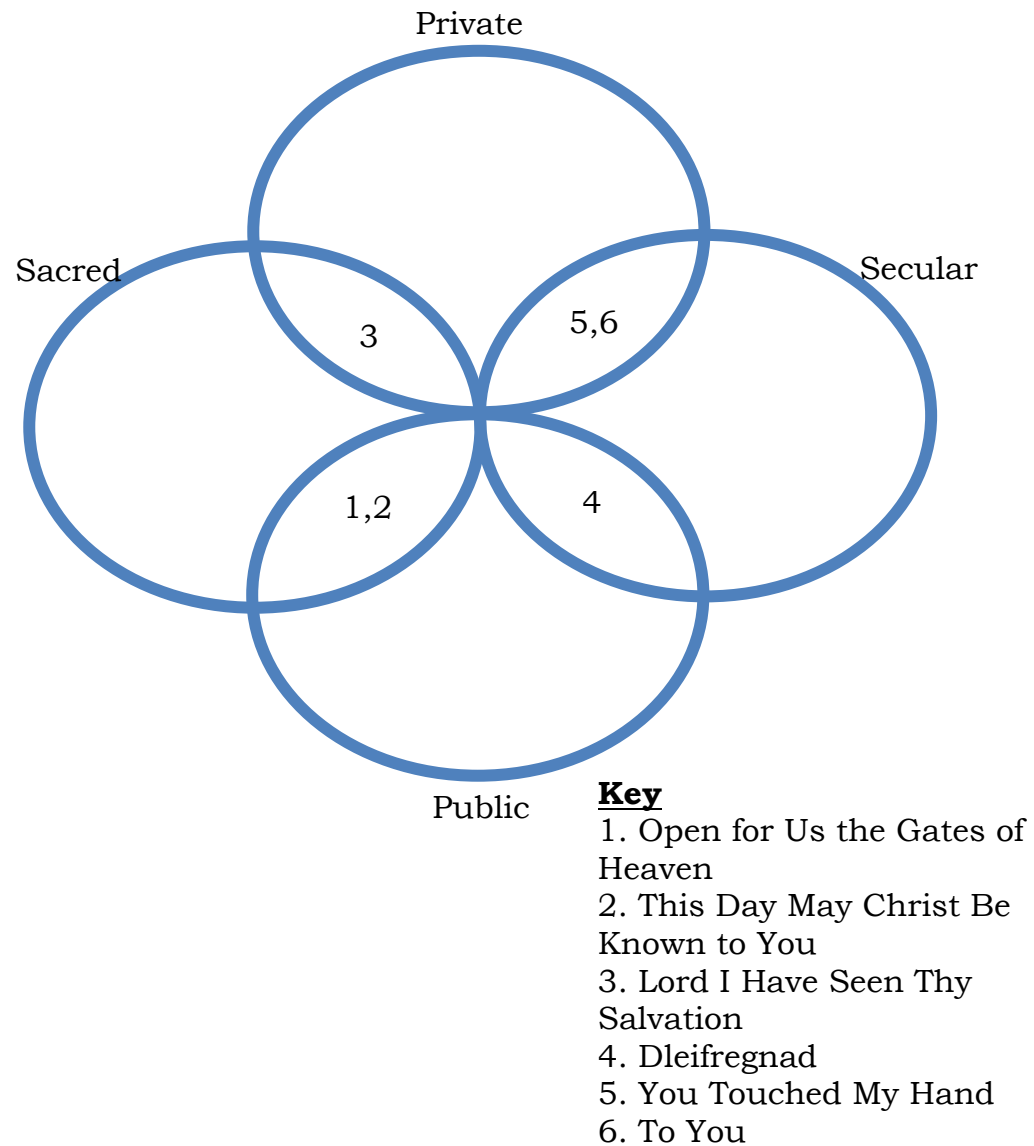 Private
Sacred
Secular
3
5,6
1,2
4
Public
Key
1. Open for Us the Gates of
Heaven
2. This Day May Christ Be
Known to You
3. Lord I Have Seen Thy
Salvation
4. Dleifregnad
5. You Touched My Hand
6. To You